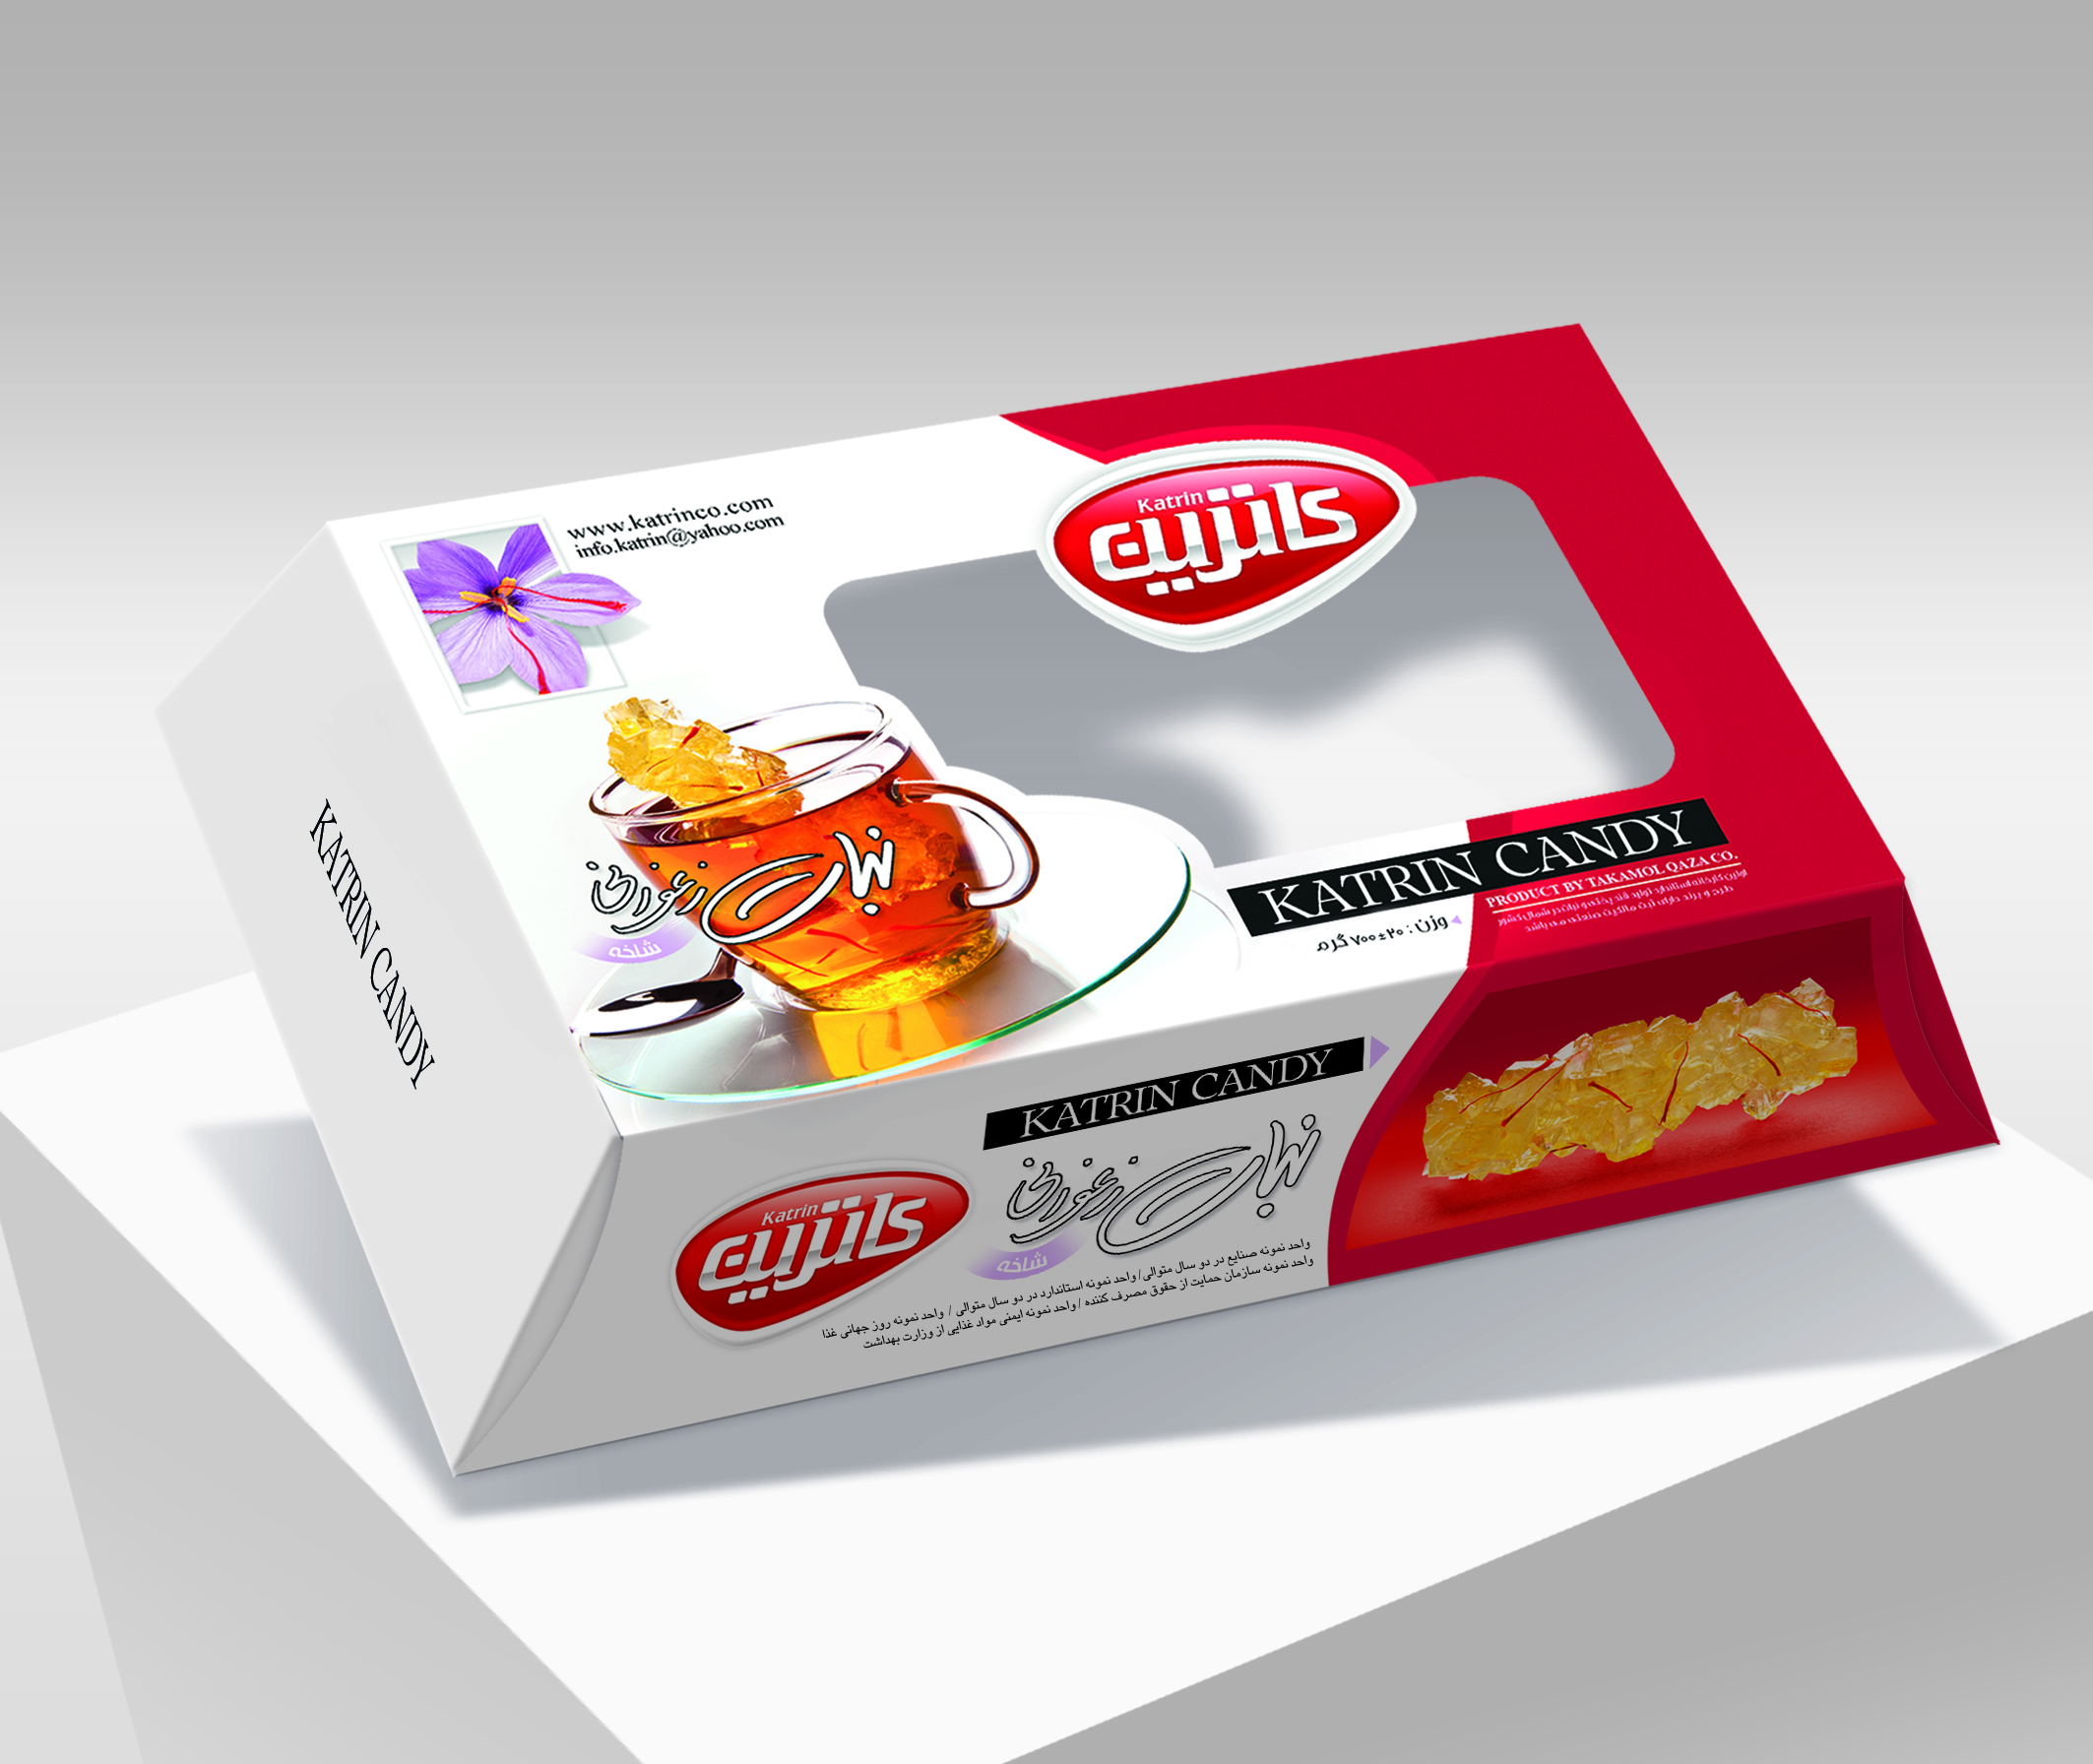 www.katrinco.com
info.katrin@yahoo.com
Katrin
کاترین
نبات زعفرانی
شاخه
KATRIN CANDY
PRODUCT BY TAKAMOL QAZA CO.
وزن : ۲۰±۷۰۰ گرم
KATRIN CANDY
KATRIN CANDY
نبات زعفرانی
شاخه
Katrin
کاترین
واحد نمونه صنایع در دو سال متوالی/ واحد نمونه استاندارد در دو سال متوالی / واحد نمونه روز جهانی غذا
واحد نمونه سازمان حمایت از حقوق مصرف کننده / واحد نمونه ایمنی مواد غذایی از وزارت بهداشت